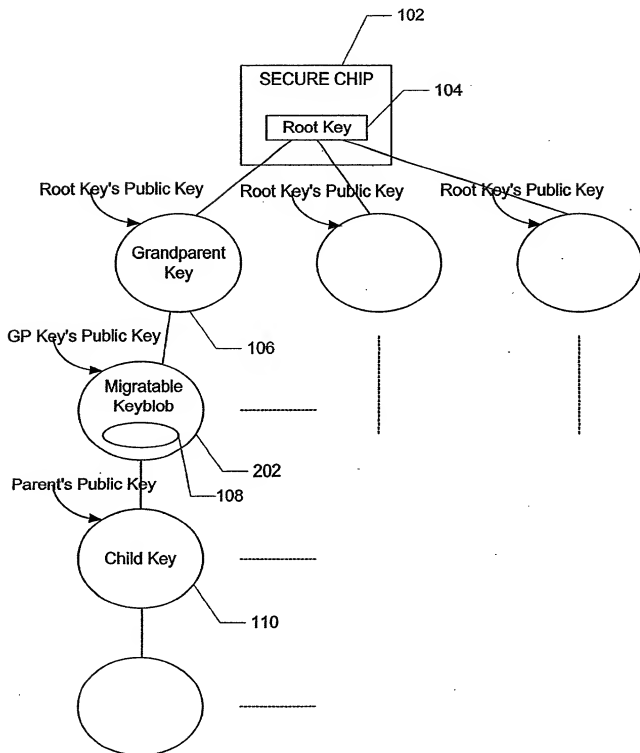 102
SECURE CHIP
104
Root Key
Root Key's Public Key
Root Key's Public Key
Root Key's Public Key
Grandparent
Key
106
GP Key's Public Key
Migratable
Keyblob
202
108
Parent's Public Key
Child Key
110